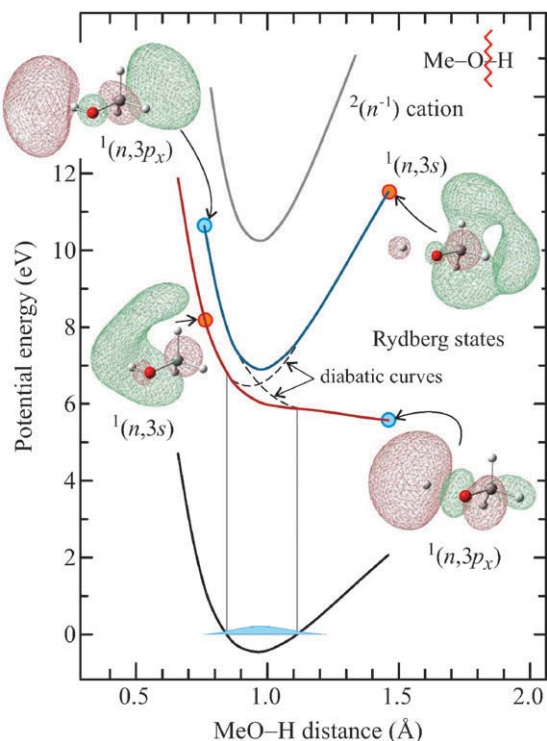 Me–O–H
¹(n,3pₓ)
²(n⁻¹) cation
¹(n,3s)
12
10
8
6
4
2
0
Potential energy (eV)
Rydberg states
diabatic curves
¹(n,3s)
¹(n,3pₓ)
0.5
1.0
1.5
2.0
MeO–H distance (Å)